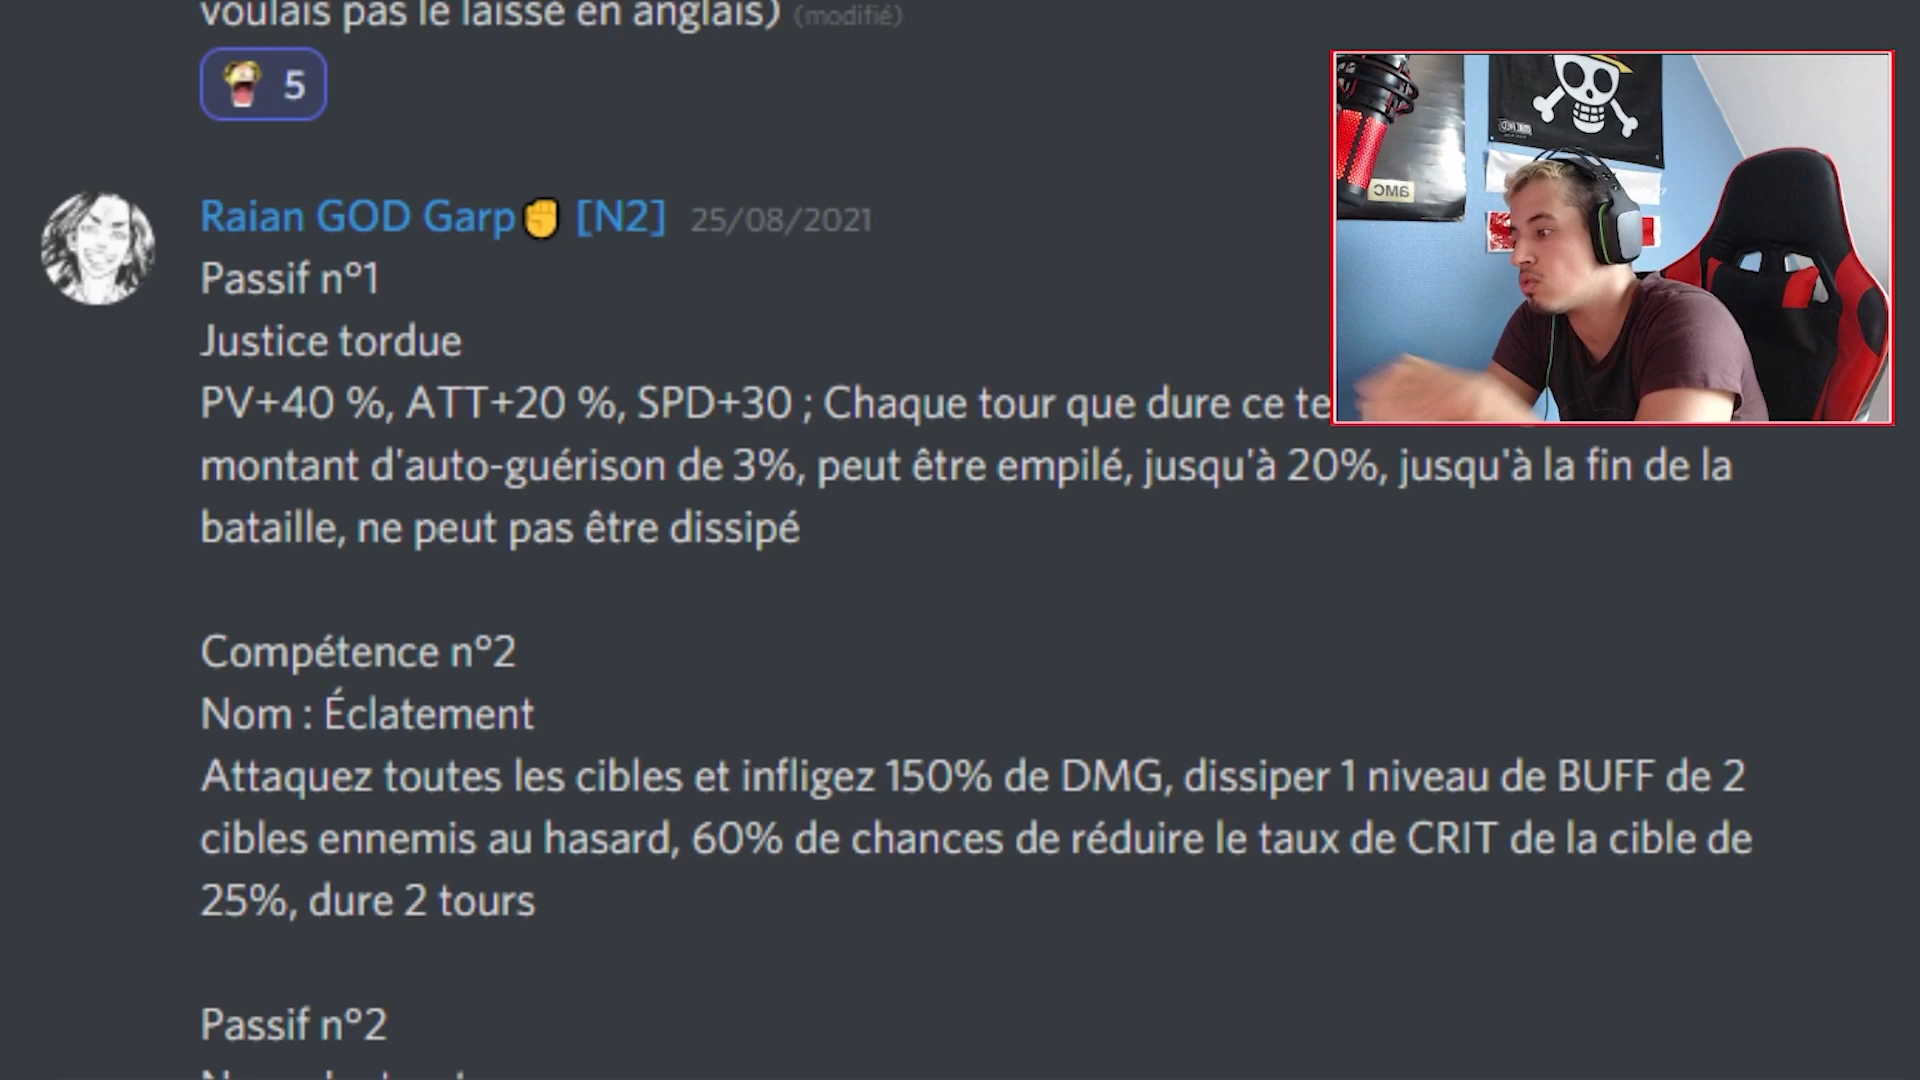 voulais pas le laissé en anglais) (modifié)
5
Raian GOD Garp✊ [N2] 25/08/2021
Passif n°1
Justice tordue
PV+40 %, ATT+20 %, SPD+30 ; Chaque tour que dure ce
montant d'auto-guérison de 3%, peut être empilé, jusqu'à 20%, jusqu'à la fin de la
bataille, ne peut pas être dissipé
Compétence n°2
Nom : Éclatement
Attaquez toutes les cibles et infligez 150% de DMG, dissiper 1 niveau de BUFF de 2
cibles ennemis au hasard, 60% de chances de réduire le taux de CRIT de la cible de
25%, dure 2 tours
Passif n°2
amc